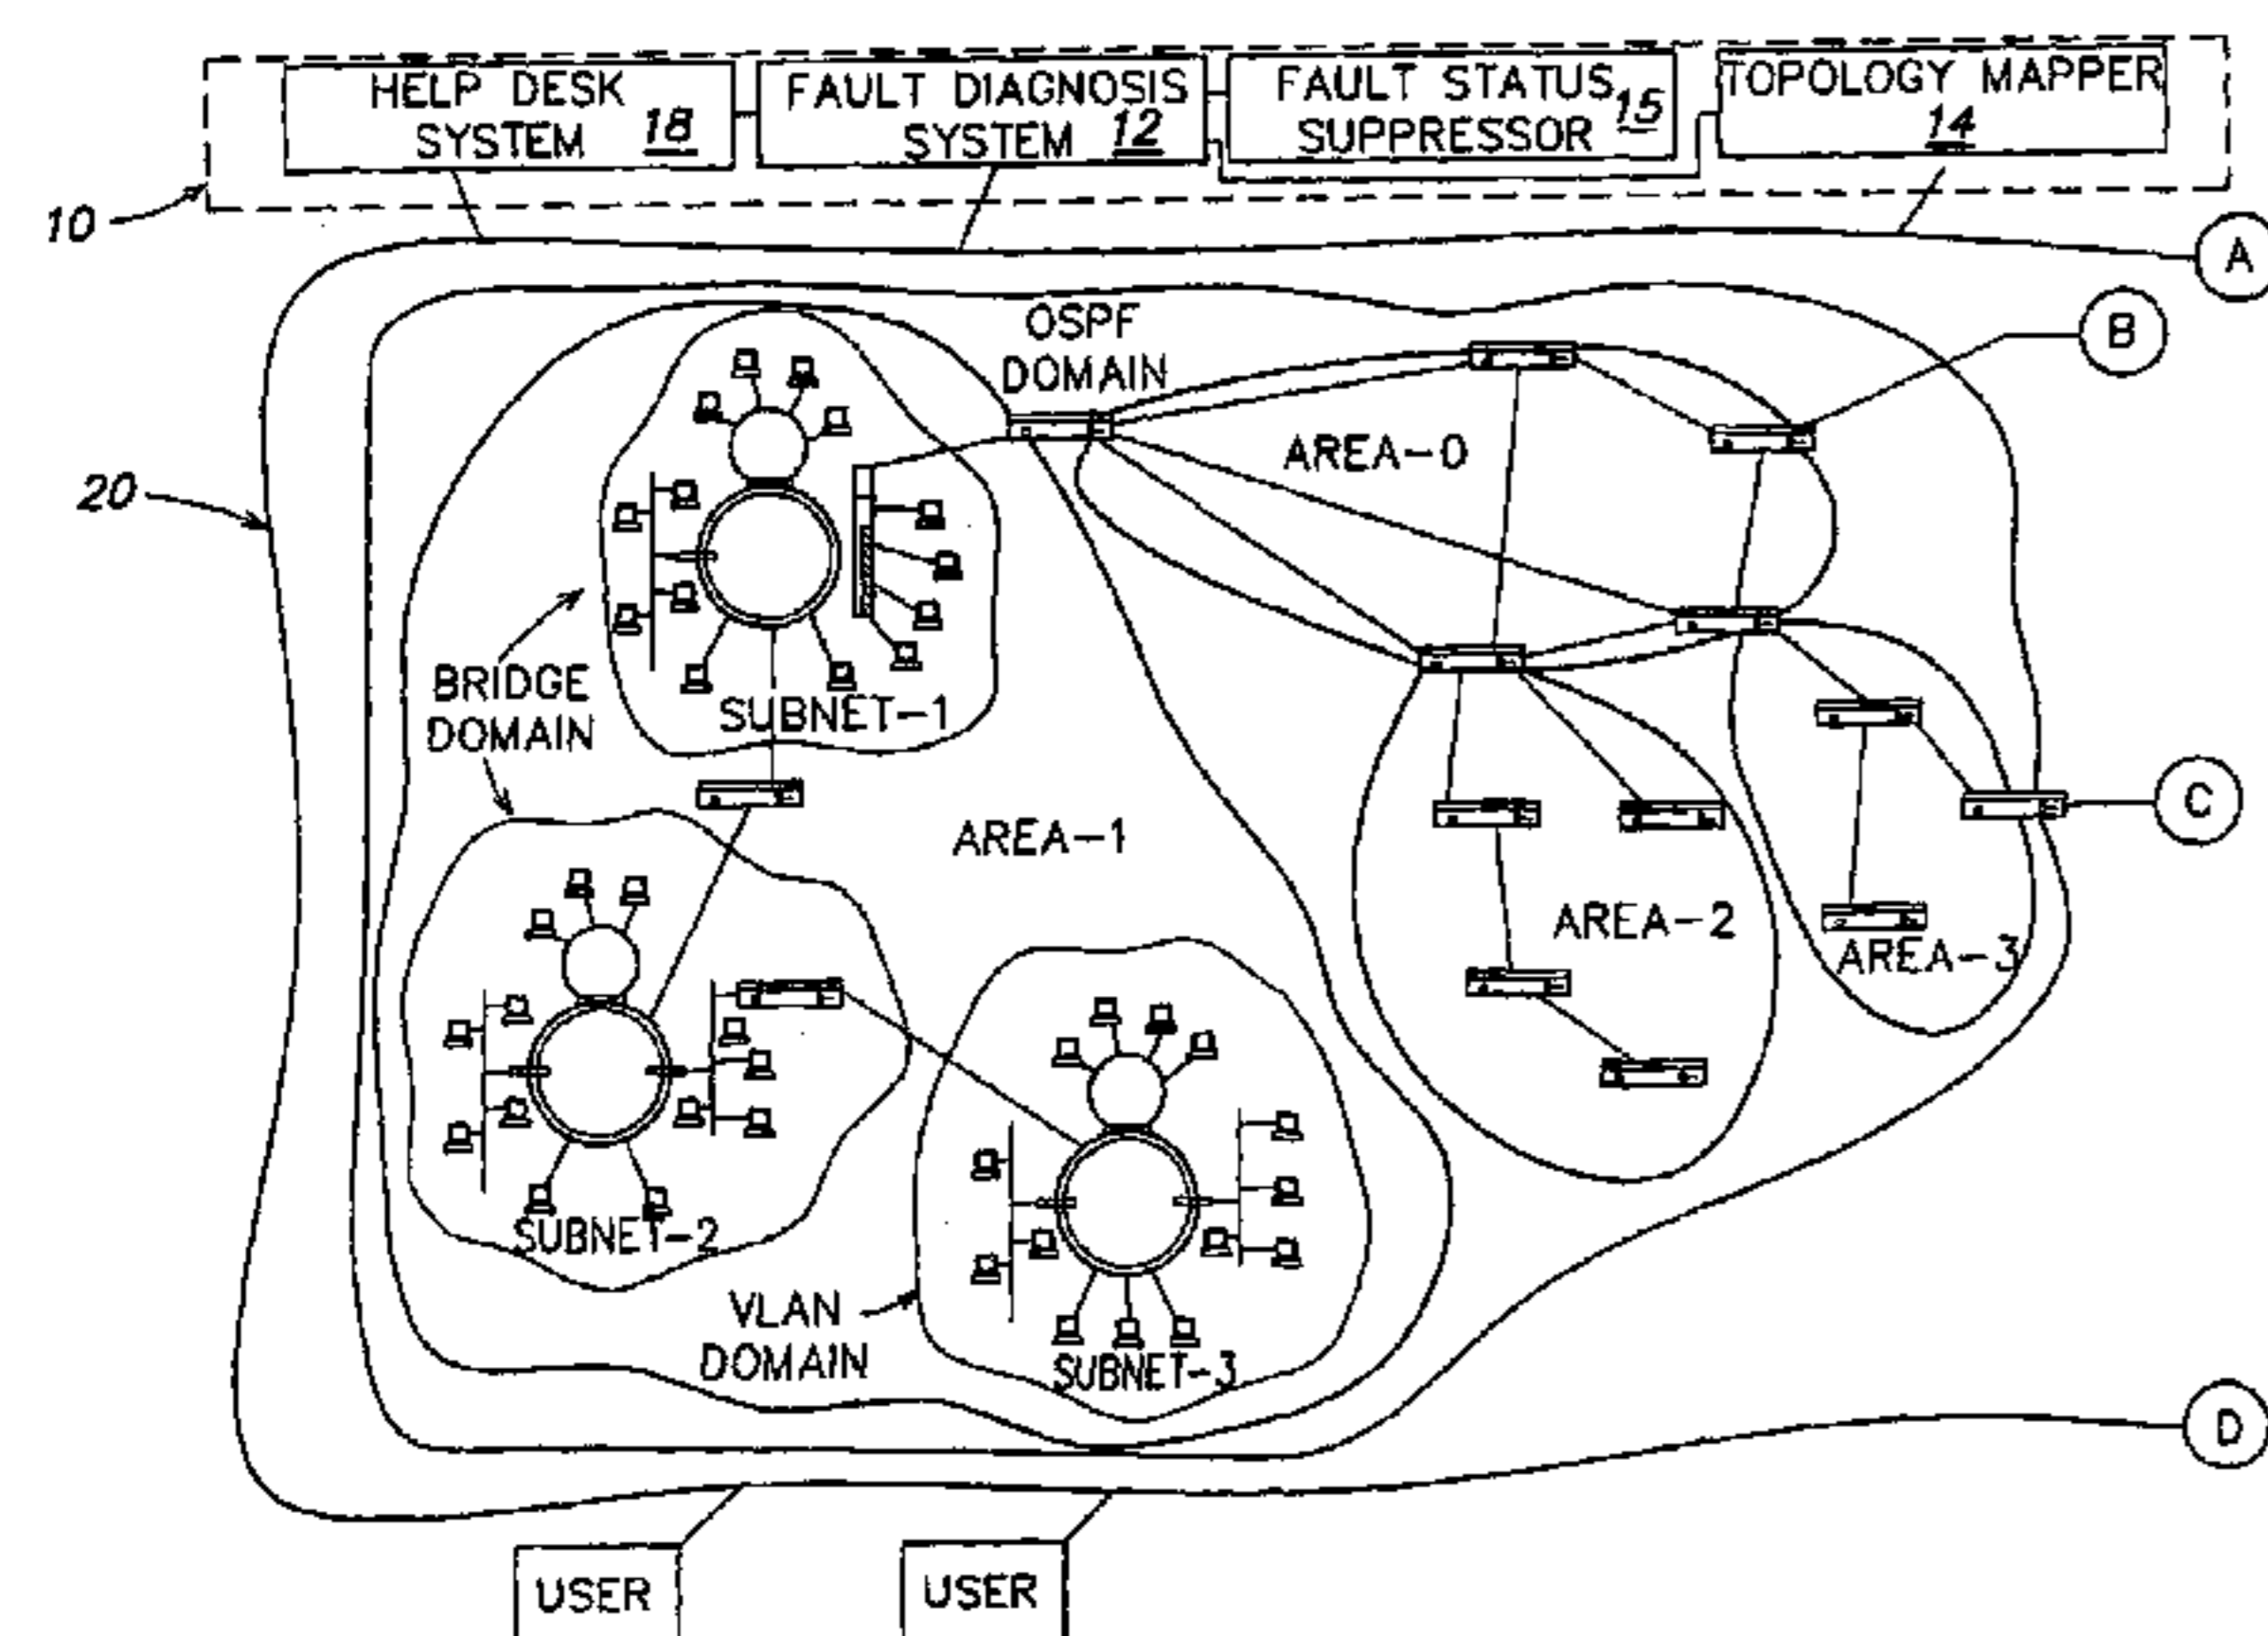 HELP DESK
SYSTEM 18
FAULT DIAGNOSIS
SYSTEM 12
FAULT STATUS
SUPPRESSOR 15
TOPOLOGY MAPPER
14
10
A
OSPF
DOMAIN
B
AREA-0
20
BRIDGE
DOMAIN
SUBNET-1
C
AREA-1
AREA-2
AREA-3
SUBNET-2
VLAN
DOMAIN
SUBNET-3
D
USER
USER